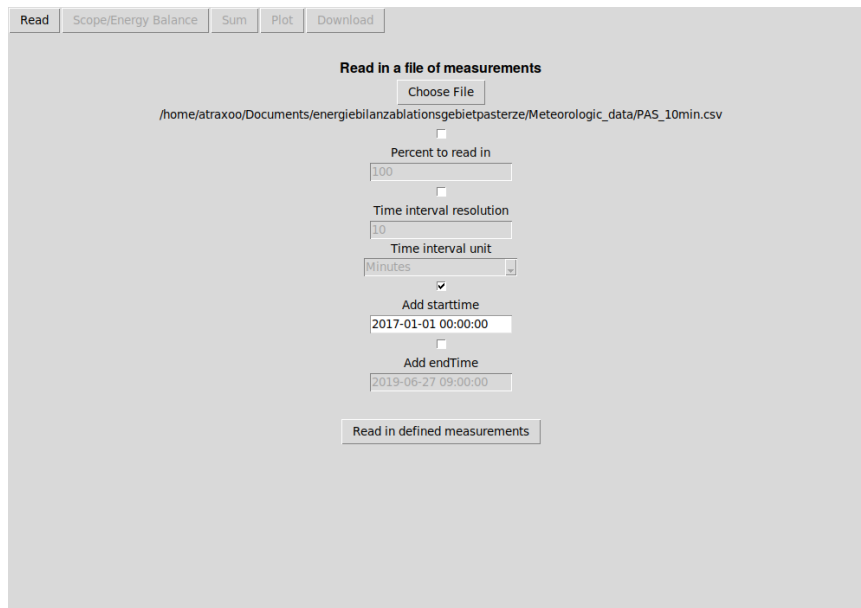 Read Scope/Energy Balance Sum Plot Download
Read in a file of measurements
Choose File
/home/atraxoo/Documents/energiebilanzablationsgebietpasterze/Meteorologic_data/PAS_10min.csv
Percent to read in
100
Time interval resolution
10
Time interval unit
Minutes
Add starttime
2017-01-01 00:00:00
Add endTime
2019-06-27 09:00:00
Read in defined measurements